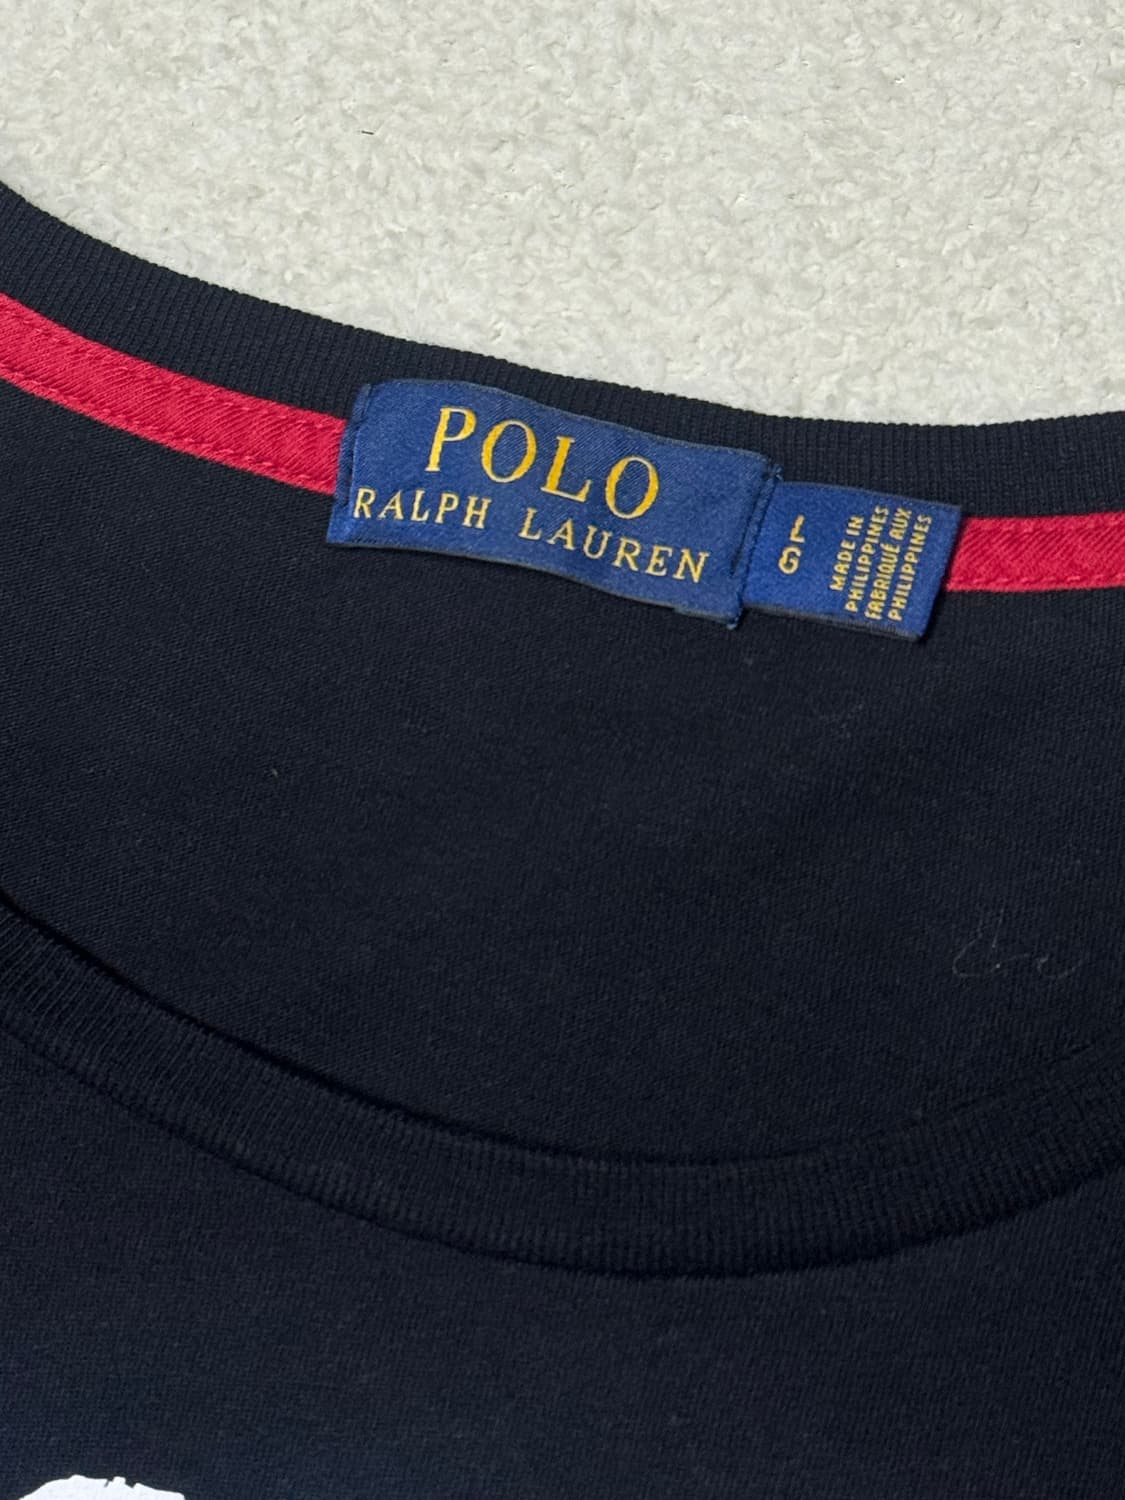 POLO
RALPH LAUREN
L
G
MADE IN
PHILIPPINES
FABRIQUÉ AUX
PHILIPPINES